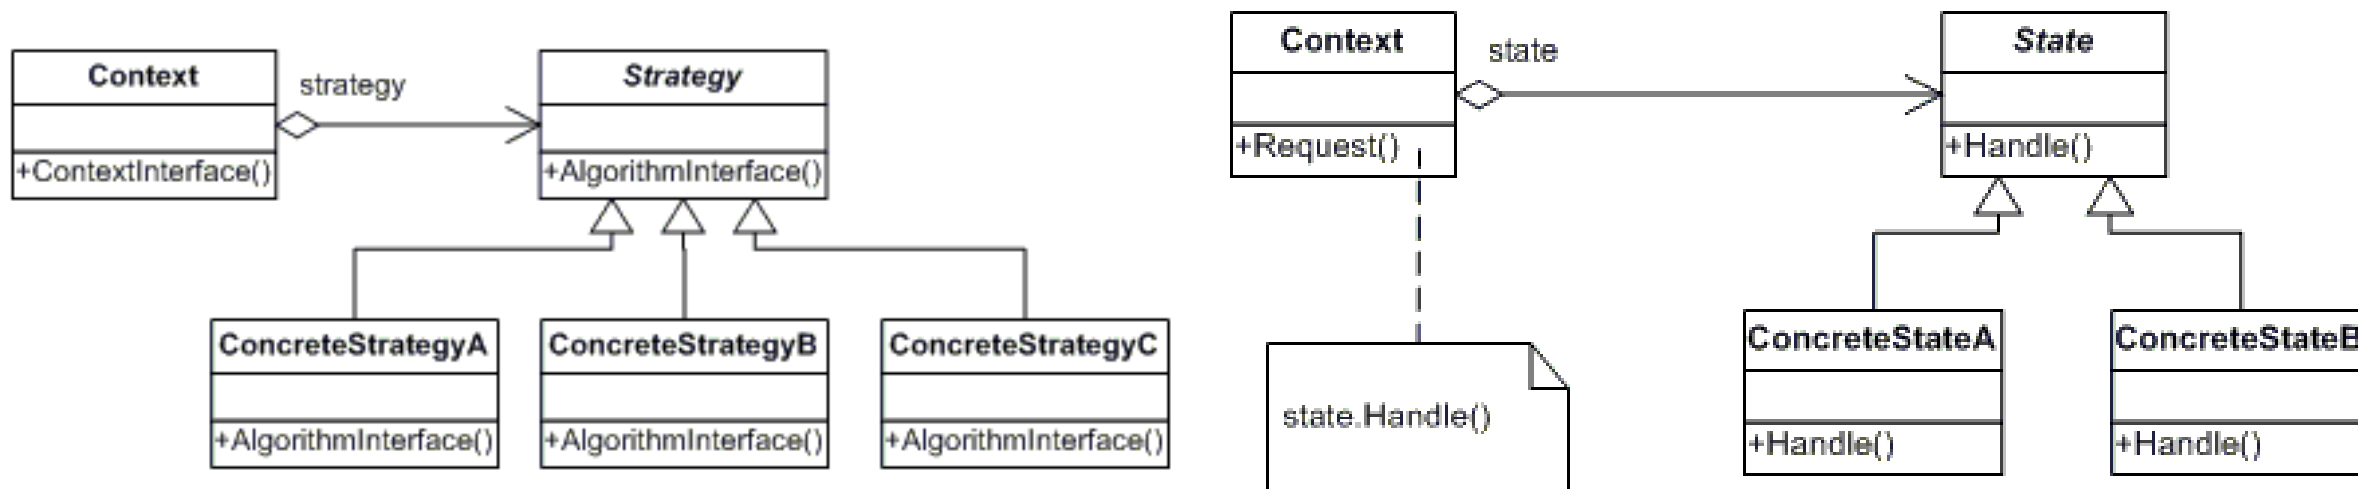 Context
strategy
Strategy
+ContextInterface()
+AlgorithmInterface()
ConcreteStrategyA
ConcreteStrategyB
ConcreteStrategyC
+AlgorithmInterface()
+AlgorithmInterface()
+AlgorithmInterface()
Context
state
State
+Request()
+Handle()
state.Handle()
ConcreteStateA
ConcreteStateB
+Handle()
+Handle()